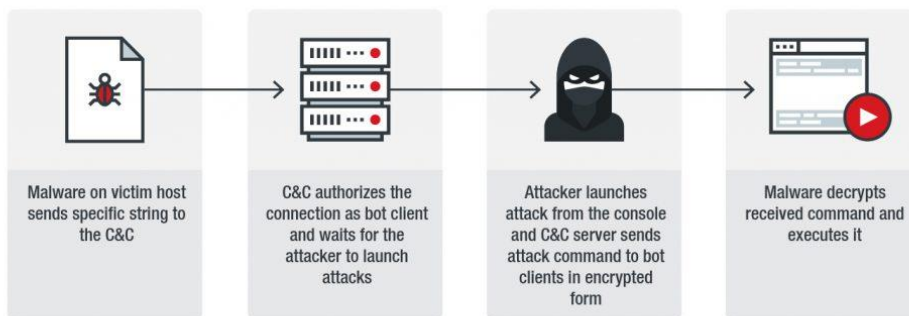 Malware on victim host
sends specific string to
the C&C
C&C authorizes the
connection as bot client
and waits for the
attacker to launch
attacks
Attacker launches
attack from the console
and C&C server sends
attack command to bot
clients in encrypted
form
Malware decrypts
received command and
executes it